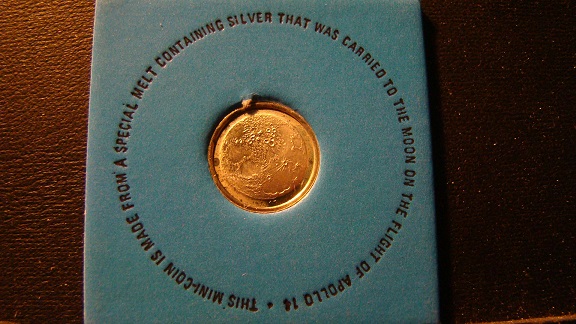 THIS MINI-COIN IS MADE FROM A SPECIAL MELT CONTAINING SILVER THAT WAS CARRIED TO THE MOON ON THE FLIGHT OF APOLLO 14 •